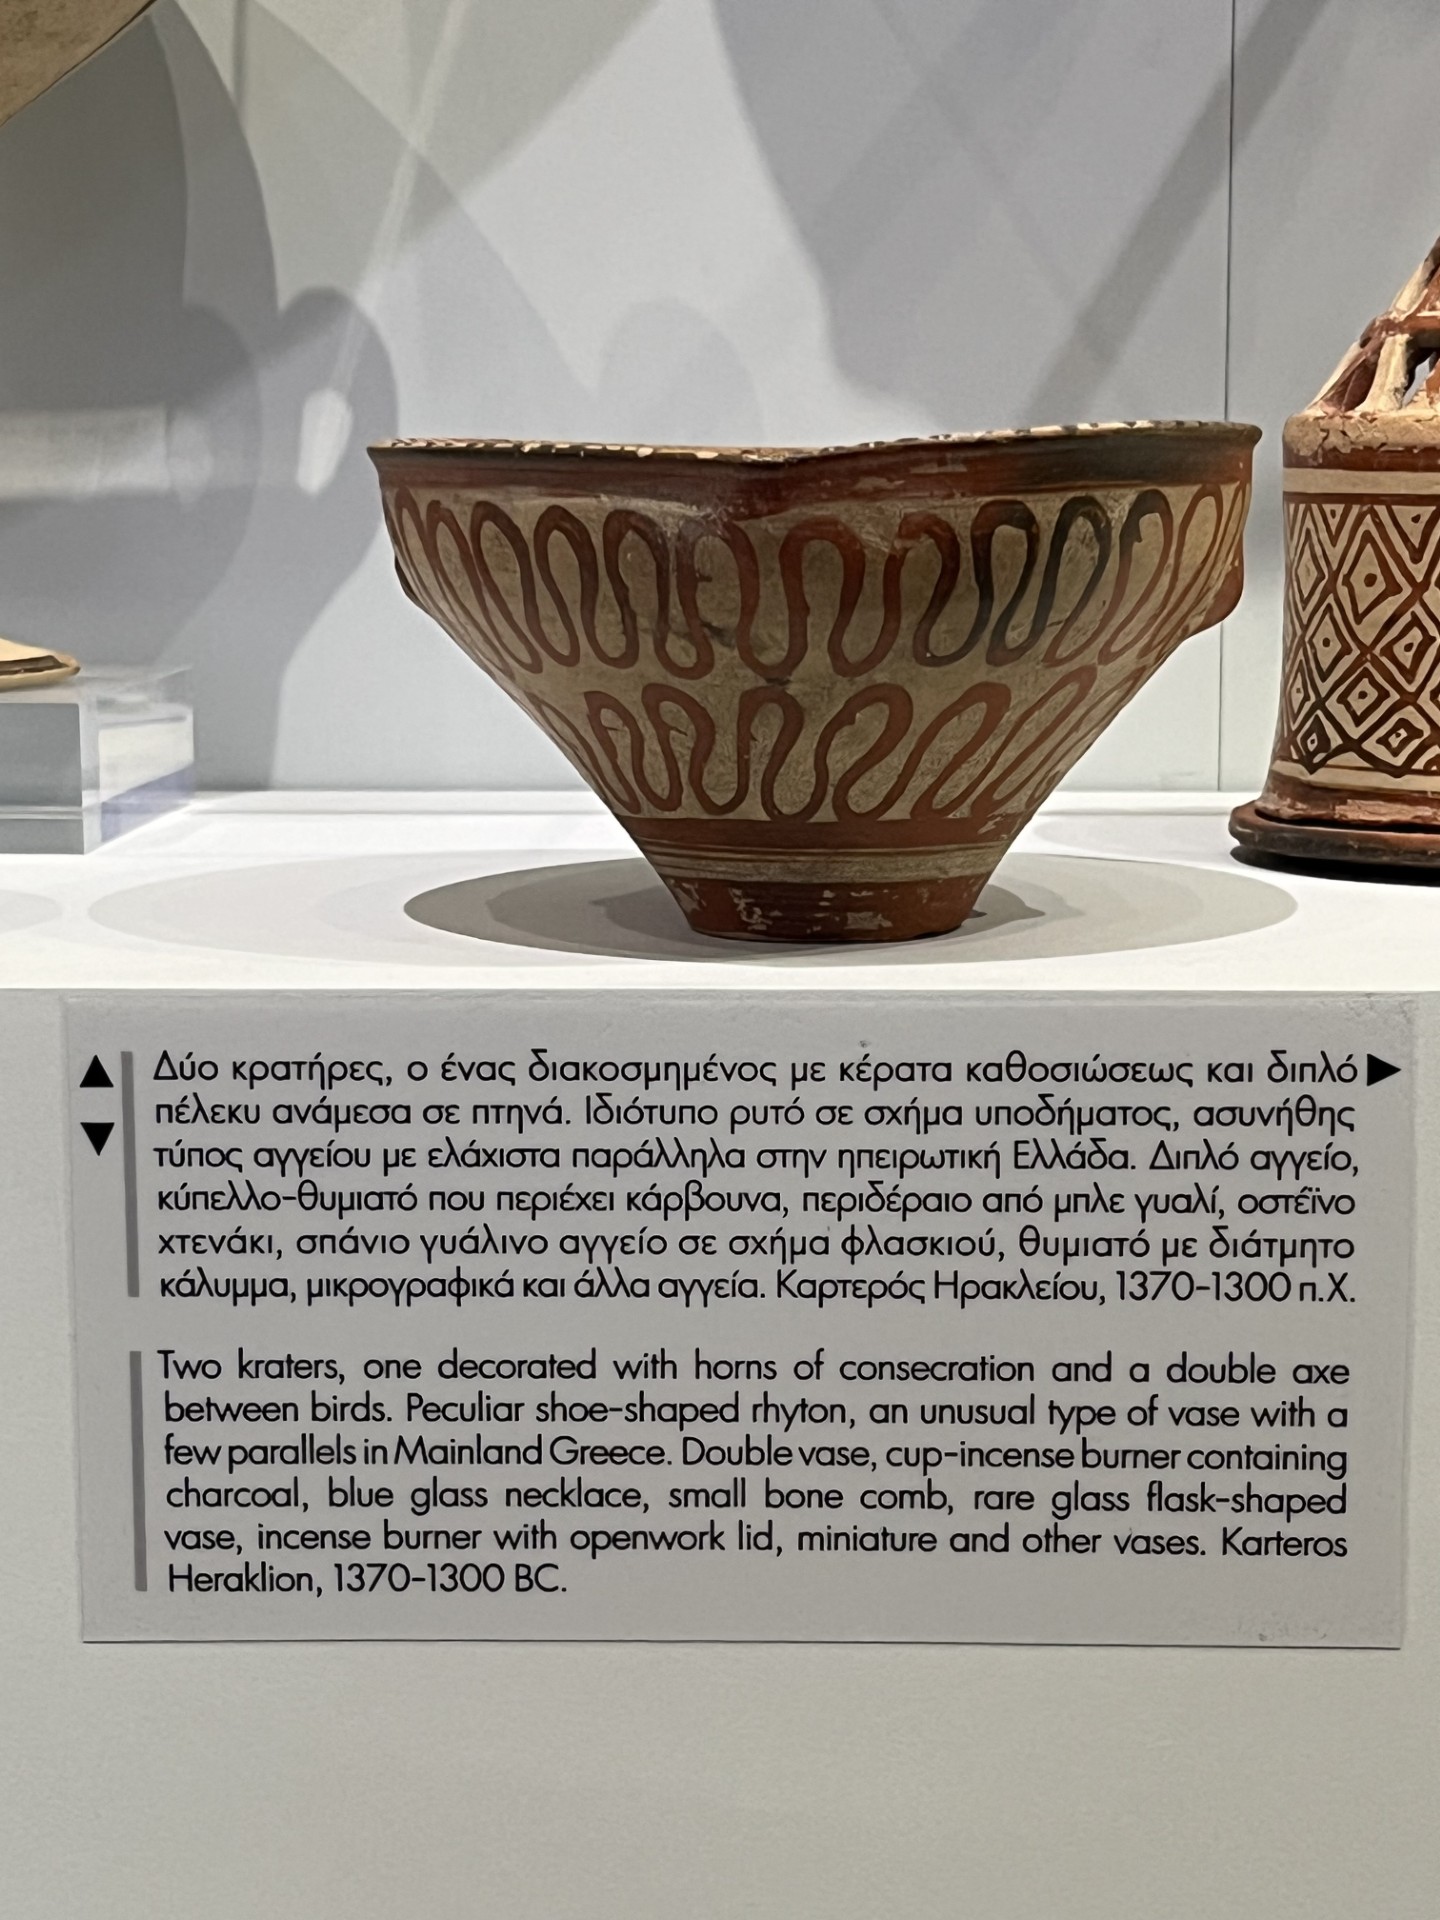 Δύο κρατήρες, ο ένας διακοσμημένος με κέρατα καθοσιώσεως και διπλό
πέλεκυ ανάμεσα σε πτηνά. Ιδιότυπο ρυτό σε σχήμα υποδήματος, ασυνήθης
τύπος αγγείου με ελάχιστα παράλληλα στην ηπειρωτική Ελλάδα. Διπλό αγγείο,
κύπελλο-θυμιατό που περιέχει κάρβουνα, περιδέραιο από μπλε γυαλί, οστέϊνο
χτενάκι, σπάνιο γυάλινο αγγείο σε σχήμα φλασκιού, θυμιατό με διάτμητο
κάλυμμα, μικρογραφικά και άλλα αγγεία. Καρτερός Ηρακλείου, 1370-1300 π.Χ.
Two kraters, one decorated with horns of consecration and a double axe
between birds. Peculiar shoe-shaped rhyton, an unusual type of vase with a
few parallels in Mainland Greece. Double vase, cup-incense burner containing
charcoal, blue glass necklace, small bone comb, rare glass flask-shaped
vase, incense burner with openwork lid, miniature and other vases. Karteros
Heraklion, 1370-1300 BC.